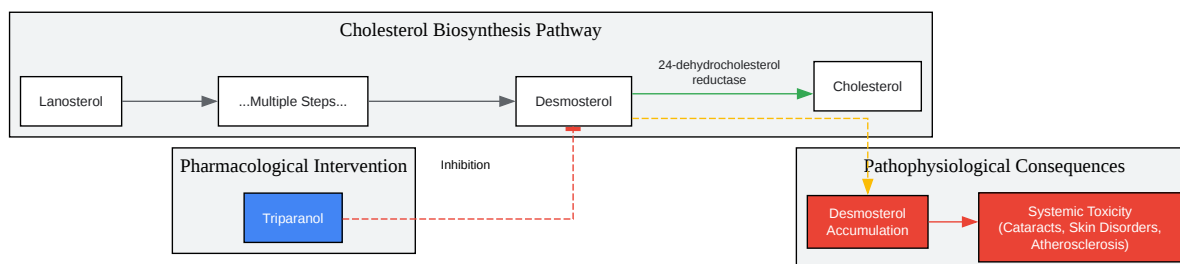 Cholesterol Biosynthesis Pathway
24-dehydrocholesterol
reductase
Lanosterol
...Multiple Steps...
Desmosterol
Cholesterol
Pharmacological Intervention
Inhibition
Triparanol
Pathophysiological Consequences
Desmosterol
Accumulation
Systemic Toxicity
(Cataracts, Skin Disorders,
Atherosclerosis)